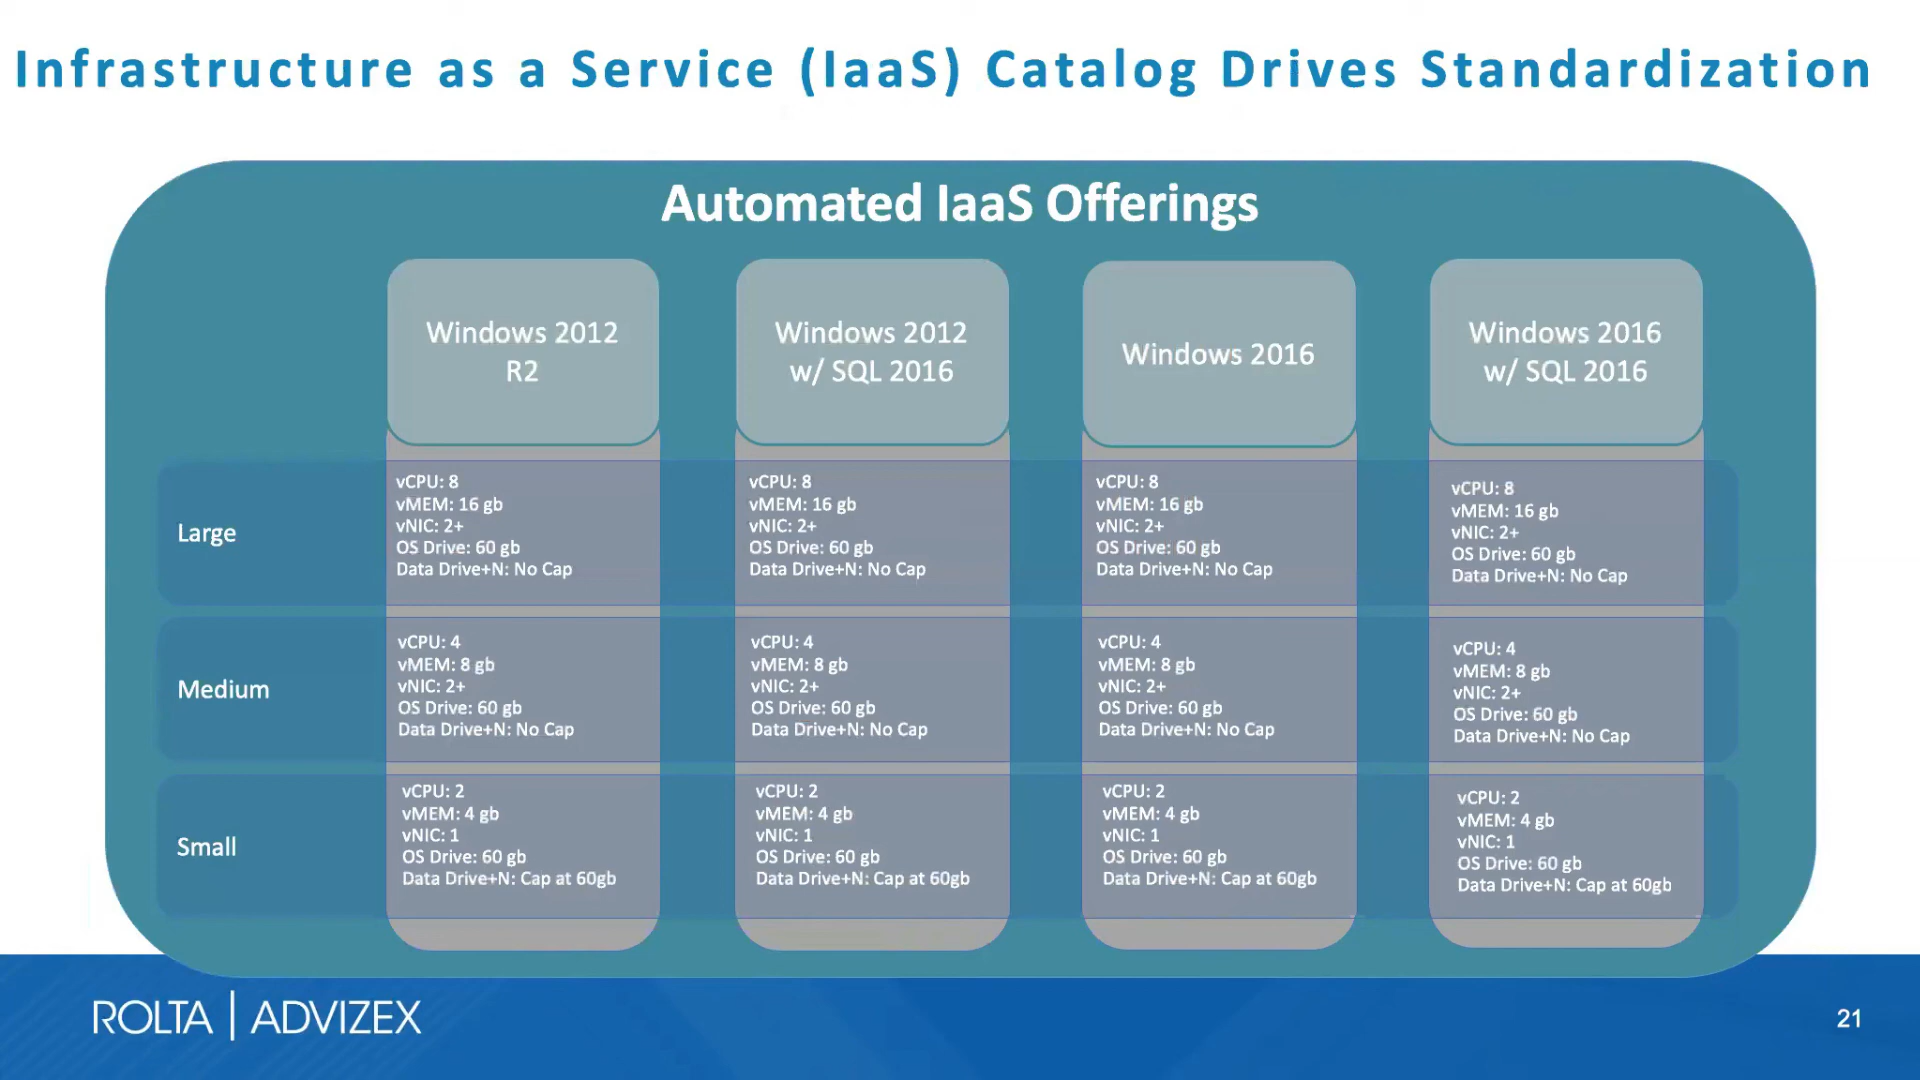 Infrastructure as a Service (IaaS) Catalog Drives Standardization
Automated IaaS Offerings
Windows 2012
R2
Windows 2012
w/ SQL 2016
Windows 2016
Windows 2016
w/ SQL 2016
Large
vCPU: 8
vMEM: 16 gb
vNIC: 2+
OS Drive: 60 gb
Data Drive+N: No Cap
vCPU: 8
vMEM: 16 gb
vNIC: 2+
OS Drive: 60 gb
Data Drive+N: No Cap
vCPU: 8
vMEM: 16 gb
vNIC: 2+
OS Drive: 60 gb
Data Drive+N: No Cap
vCPU: 8
vMEM: 16 gb
vNIC: 2+
OS Drive: 60 gb
Data Drive+N: No Cap
Medium
vCPU: 4
vMEM: 8 gb
vNIC: 2+
OS Drive: 60 gb
Data Drive+N: No Cap
vCPU: 4
vMEM: 8 gb
vNIC: 2+
OS Drive: 60 gb
Data Drive+N: No Cap
vCPU: 4
vMEM: 8 gb
vNIC: 2+
OS Drive: 60 gb
Data Drive+N: No Cap
vCPU: 4
vMEM: 8 gb
vNIC: 2+
OS Drive: 60 gb
Data Drive+N: No Cap
Small
vCPU: 2
vMEM: 4 gb
vNIC: 1
OS Drive: 60 gb
Data Drive+N: Cap at 60gb
vCPU: 2
vMEM: 4 gb
vNIC: 1
OS Drive: 60 gb
Data Drive+N: Cap at 60gb
vCPU: 2
vMEM: 4 gb
vNIC: 1
OS Drive: 60 gb
Data Drive+N: Cap at 60gb
vCPU: 2
vMEM: 4 gb
vNIC: 1
OS Drive: 60 gb
Data Drive+N: Cap at 60gb
ROLTA | ADVIZEX
21